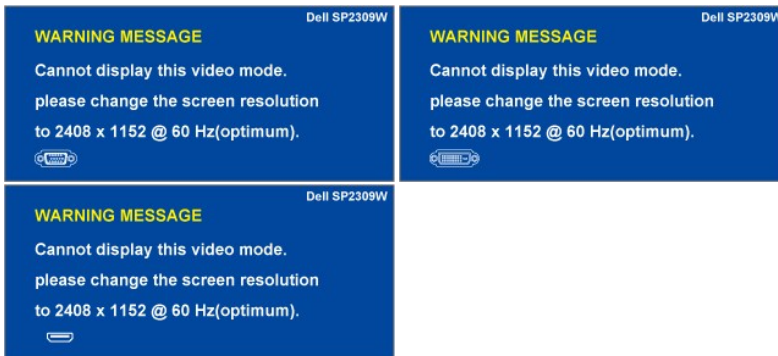 Dell SP2309W
WARNING MESSAGE
Cannot display this video mode.
please change the screen resolution
to 2408 x 1152 @ 60 Hz(optimum).
Dell SP2309W
WARNING MESSAGE
Cannot display this video mode.
please change the screen resolution
to 2408 x 1152 @ 60 Hz(optimum).
Dell SP2309W
WARNING MESSAGE
Cannot display this video mode.
please change the screen resolution
to 2408 x 1152 @ 60 Hz(optimum).